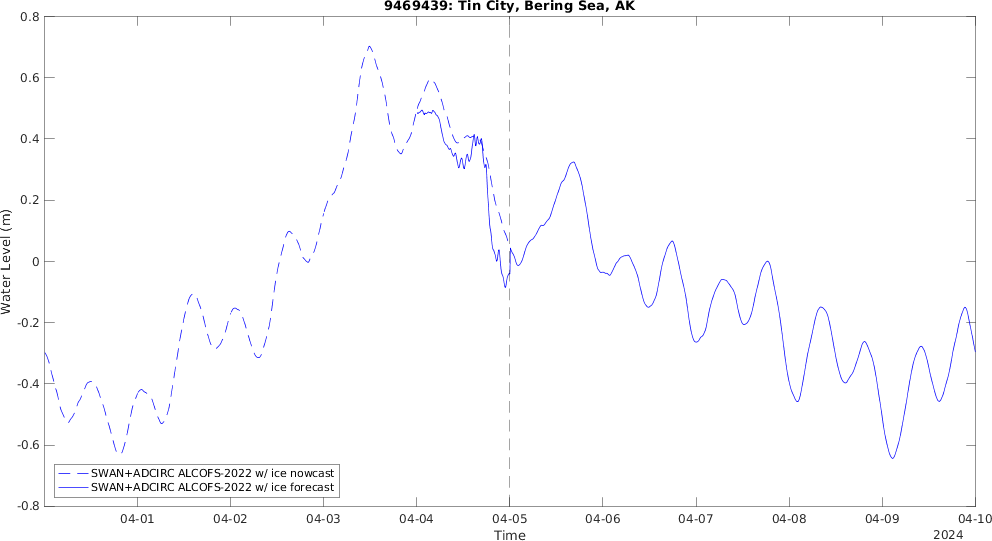 9469439: Tin City, Bering Sea, AK
0.8
0.6
0.4
0.2
0
-0.2
-0.4
-0.6
-0.8
Water Level (m)
SWAN+ADCIRC ALCOFS-2022 w/ ice nowcast
SWAN+ADCIRC ALCOFS-2022 w/ ice forecast
04-01 04-02 04-03 04-04 04-05 04-06 04-07 04-08 04-09 04-10
Time
2024